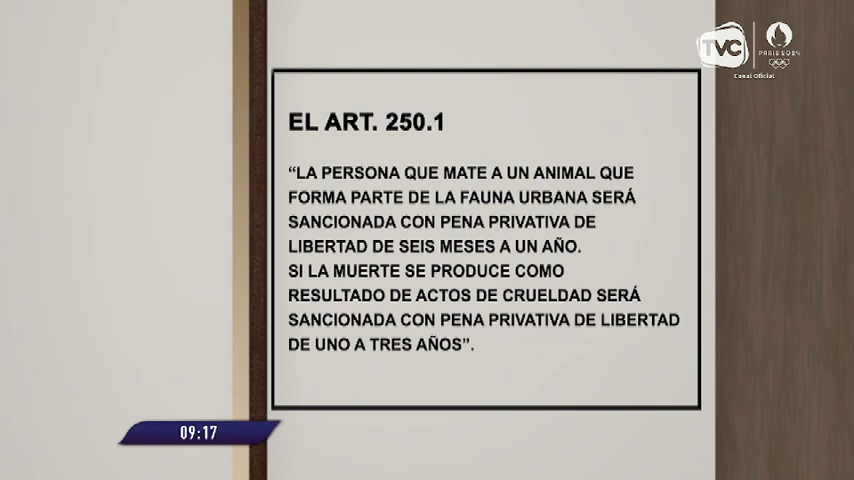 TVC
PARIS 2024
Canal Oficial
EL ART. 250.1
“LA PERSONA QUE MATE A UN ANIMAL QUE
FORMA PARTE DE LA FAUNA URBANA SERÁ
SANCIONADA CON PENA PRIVATIVA DE
LIBERTAD DE SEIS MESES A UN AÑO.
SI LA MUERTE SE PRODUCE COMO
RESULTADO DE ACTOS DE CRUELDAD SERÁ
SANCIONADA CON PENA PRIVATIVA DE LIBERTAD
DE UNO A TRES AÑOS”.
09:17